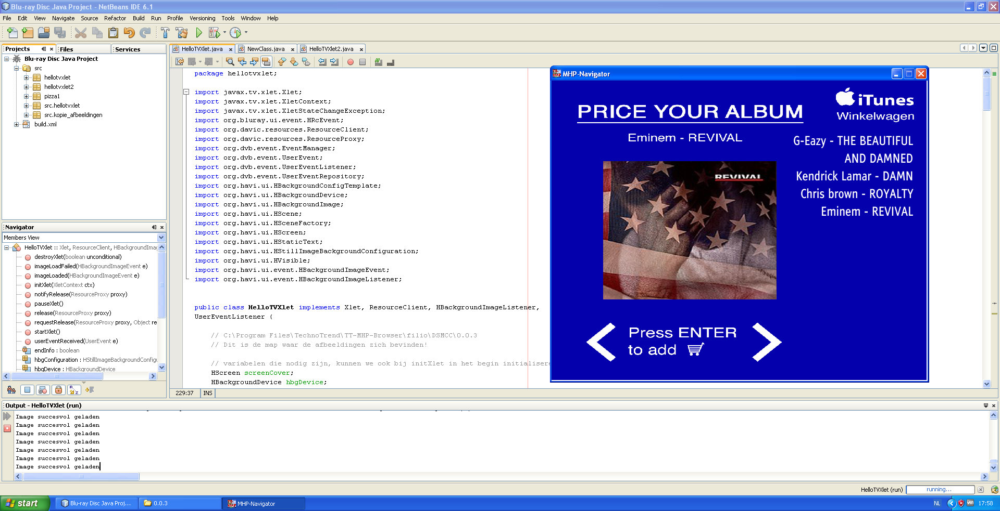 Blu-ray Disc Java Project - NetBeans IDE 6.1
File Edit View Navigate Source Refactor Build Run Profile Versioning Tools Window Help
Projects Files Services
Blu-ray Disc Java Project
src
hellotvxlet
hellotvxlet2
pizza1
src.hellotvxlet
src.kopie_afbeeldingen
build.xml
Navigator
Members View
HelloTVXlet :: Xlet, ResourceClient, HBackgroundImag
destroyXlet(boolean unconditional)
imageLoadFailed(HBackgroundImageEvent e)
imageLoaded(HBackgroundImageEvent e)
initXlet(XletContext ctx)
notifyRelease(ResourceProxy proxy)
pauseXlet()
release(ResourceProxy proxy)
requestRelease(ResourceProxy proxy, Object re
startXlet()
userEventReceived(UserEvent e)
endInfo : boolean
hbgConfiguration : HStillImageBackgroundConfigu
hbgDevice : HBackgroundDevice
HelloTVXlet.java NewClass.java HelloTVXlet2.java
package hellotvxlet;
import javax.tv.xlet.Xlet;
import javax.tv.xlet.XletContext;
import javax.tv.xlet.XletStateChangeException;
import org.bluray.ui.event.HRcEvent;
import org.davic.resources.ResourceClient;
import org.davic.resources.ResourceProxy;
import org.dvb.event.EventManager;
import org.dvb.event.UserEvent;
import org.dvb.event.UserEventListener;
import org.dvb.event.UserEventRepository;
import org.havi.ui.HBackgroundConfigTemplate;
import org.havi.ui.HBackgroundDevice;
import org.havi.ui.HBackgroundImage;
import org.havi.ui.HScene;
import org.havi.ui.HSceneFactory;
import org.havi.ui.HScreen;
import org.havi.ui.HStaticText;
import org.havi.ui.HStillImageBackgroundConfiguration;
import org.havi.ui.HVisible;
import org.havi.ui.event.HBackgroundImageEvent;
import org.havi.ui.event.HBackgroundImageListener;
public class HelloTVXlet implements Xlet, ResourceClient, HBackgroundImageListener,
UserEventListener {
// C:\Program Files\TechnoTrend\TT-MHP-Browser\filio\DSMCC\0.0.3
// Dit is de map waar de afbeeldingen zich bevinden!
// variabelen die nodig zijn, kunnen we ook bij initXlet in het begin initialisere
HScreen screenCover;
HBackgroundDevice hbgDevice;
229:37 INS
MHP-Navigator
PRICE YOUR ALBUM
Eminem - REVIVAL
REVIVAL
Press ENTER
to add
iTunes
Winkelwagen
G-Eazy - THE BEAUTIFUL
AND DAMNED
Kendrick Lamar - DAMN
Chris brown - ROYALTY
Eminem - REVIVAL
Output - HelloTVXlet (run)
Image succesvol geladen
Image succesvol geladen
Image succesvol geladen
Image succesvol geladen
Image succesvol geladen
Image succesvol geladen
Image succesvol geladen
HelloTVXlet (run) running...
start Blu-ray Disc Java Proj... 0.0.3 MHP-Navigator NL 17:58